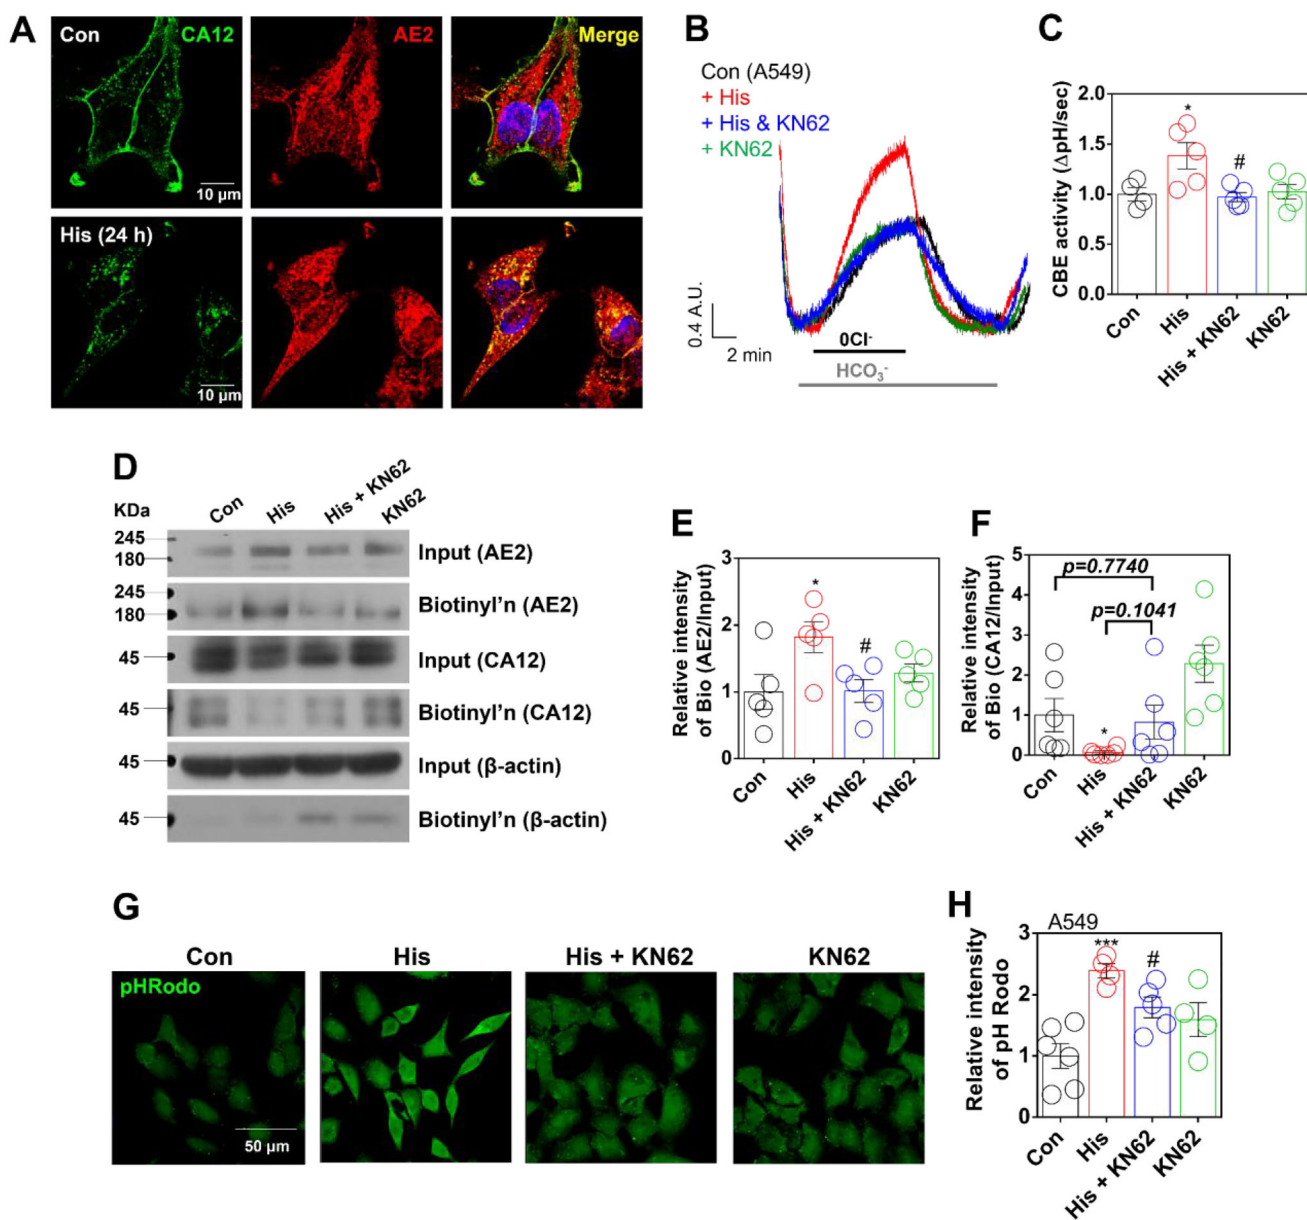 A
Con
CA12
AE2
Merge
10 µm
His (24 h)
10 µm
B
Con (A549)
+ His
+ His & KN62
+ KN62
0.4 A.U.
2 min
0Cl-
HCO3-
C
CBE activity (ΔpH/sec)
2.0
1.5
1.0
0.5
0.0
*
#
Con
His
His + KN62
KN62
D
KDa
Con
His
His + KN62
KN62
245
180
Input (AE2)
245
180
Biotinyl'n (AE2)
45
Input (CA12)
45
Biotinyl'n (CA12)
45
Input (β-actin)
45
Biotinyl'n (β-actin)
E
Relative intensity
of Bio (AE2/Input)
3
2
1
0
*
#
Con
His
His + KN62
KN62
F
Relative intensity
of Bio (CA12/Input)
5
4
3
2
1
0
p=0.7740
p=0.1041
*
Con
His
His + KN62
KN62
G
Con
His
His + KN62
KN62
pHRodo
50 µm
H
A549
Relative intensity
of pH Rodo
3
2
1
0
***
#
Con
His
His + KN62
KN62